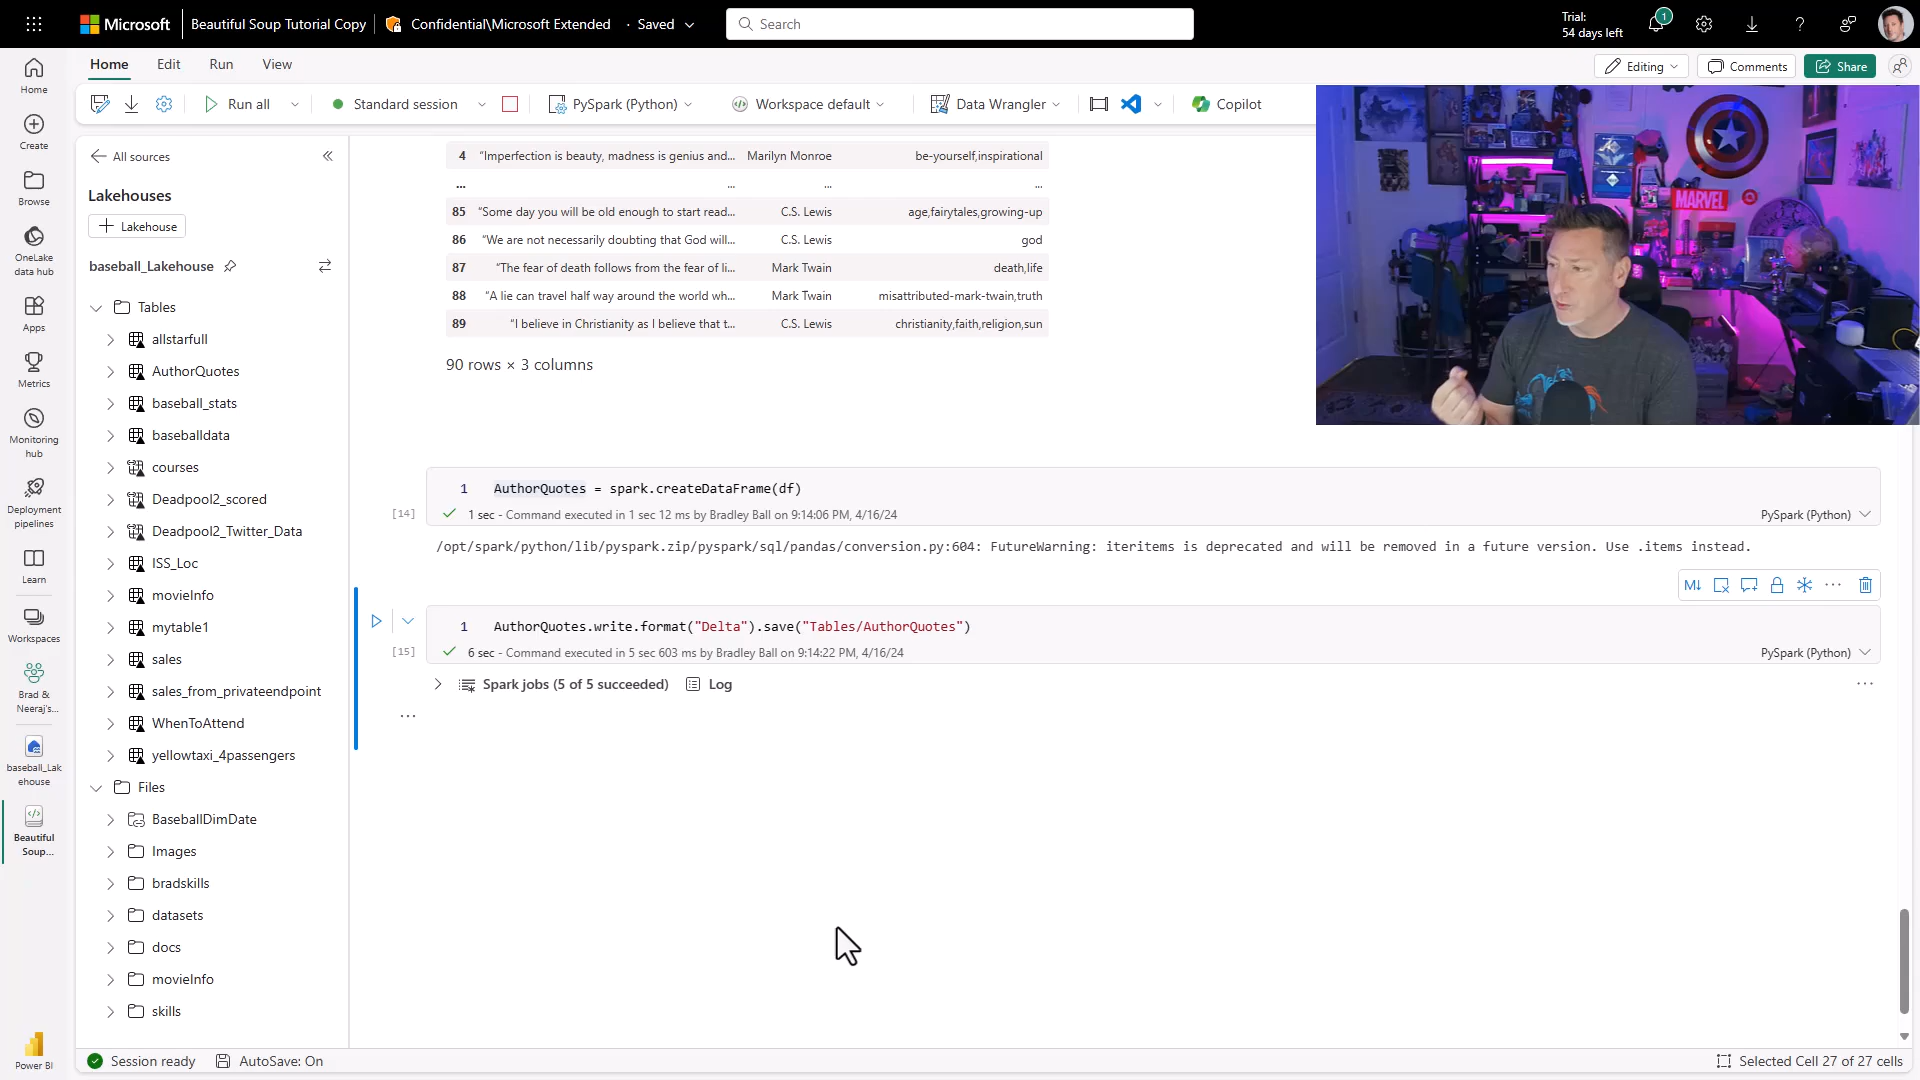 Microsoft Beautiful Soup Tutorial Copy Confidential\Microsoft Extended · Saved Search Trial: 54 days left 1
Home Edit Run View Editing Comments Share
Run all Standard session PySpark (Python) Workspace default Data Wrangler Copilot
Home
Create
Browse
OneLake
data hub
Apps
Metrics
Monitoring
hub
Deployment
pipelines
Learn
Workspaces
Brad &
Neeraj's...
baseball_Lak
ehouse
Beautiful
Soup...
Power BI
All sources
Lakehouses
Lakehouse
baseball_Lakehouse
Tables
allstarfull
AuthorQuotes
baseball_stats
baseballdata
courses
Deadpool2_scored
Deadpool2_Twitter_Data
ISS_Loc
movieInfo
mytable1
sales
sales_from_privateendpoint
WhenToAttend
yellowtaxi_4passengers
Files
BaseballDimDate
Images
bradskills
datasets
docs
movieInfo
skills
4 “Imperfection is beauty, madness is genius and... Marilyn Monroe be-yourself,inspirational
... ... ... ...
85 “Some day you will be old enough to start read... C.S. Lewis age,fairytales,growing-up
86 “We are not necessarily doubting that God will... C.S. Lewis god
87 “The fear of death follows from the fear of li... Mark Twain death,life
88 “A lie can travel half way around the world wh... Mark Twain misattributed-mark-twain,truth
89 “I believe in Christianity as I believe that t... C.S. Lewis christianity,faith,religion,sun
90 rows × 3 columns
MARVEL
1 AuthorQuotes = spark.createDataFrame(df)
[14] 1 sec - Command executed in 1 sec 12 ms by Bradley Ball on 9:14:06 PM, 4/16/24 PySpark (Python)
/opt/spark/python/lib/pyspark.zip/pyspark/sql/pandas/conversion.py:604: FutureWarning: iteritems is deprecated and will be removed in a future version. Use .items instead.
M↓
1 AuthorQuotes.write.format("Delta").save("Tables/AuthorQuotes")
[15] 6 sec - Command executed in 5 sec 603 ms by Bradley Ball on 9:14:22 PM, 4/16/24 PySpark (Python)
Spark jobs (5 of 5 succeeded) Log
Session ready AutoSave: On Selected Cell 27 of 27 cells